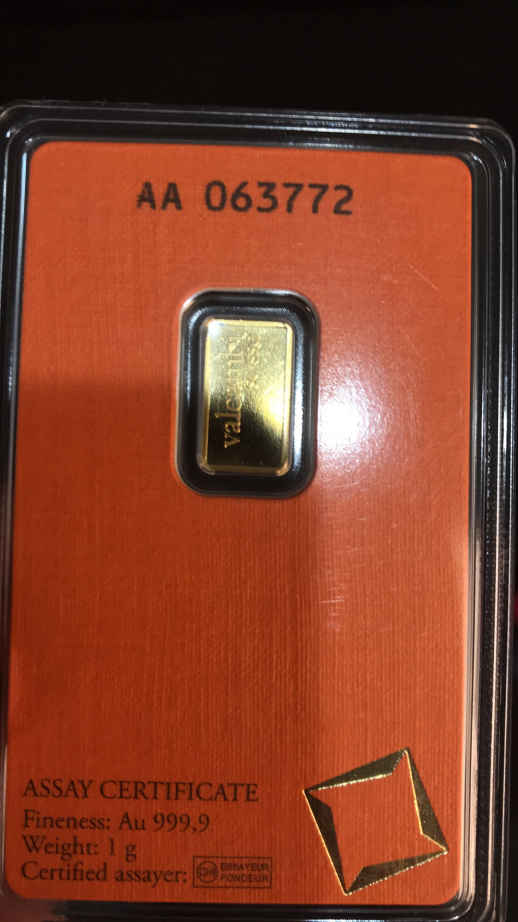 AA 063772
valcambi
ASSAY CERTIFICATE
Fineness: Au 999,9
Weight: 1 g
Certified assayer:
ESSAYEUR
FONDEUR